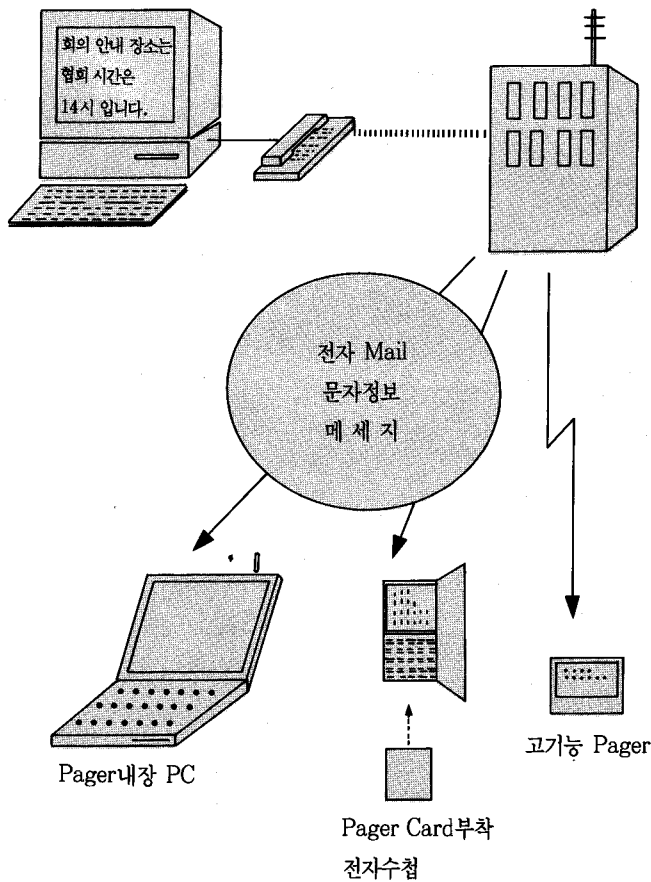 회의 안내 장소는
협회 시간은
14시 입니다.
전자 Mail
문자정보
메 세 지
Pager내장 PC
고기능 Pager
Pager Card부착
전자수첩